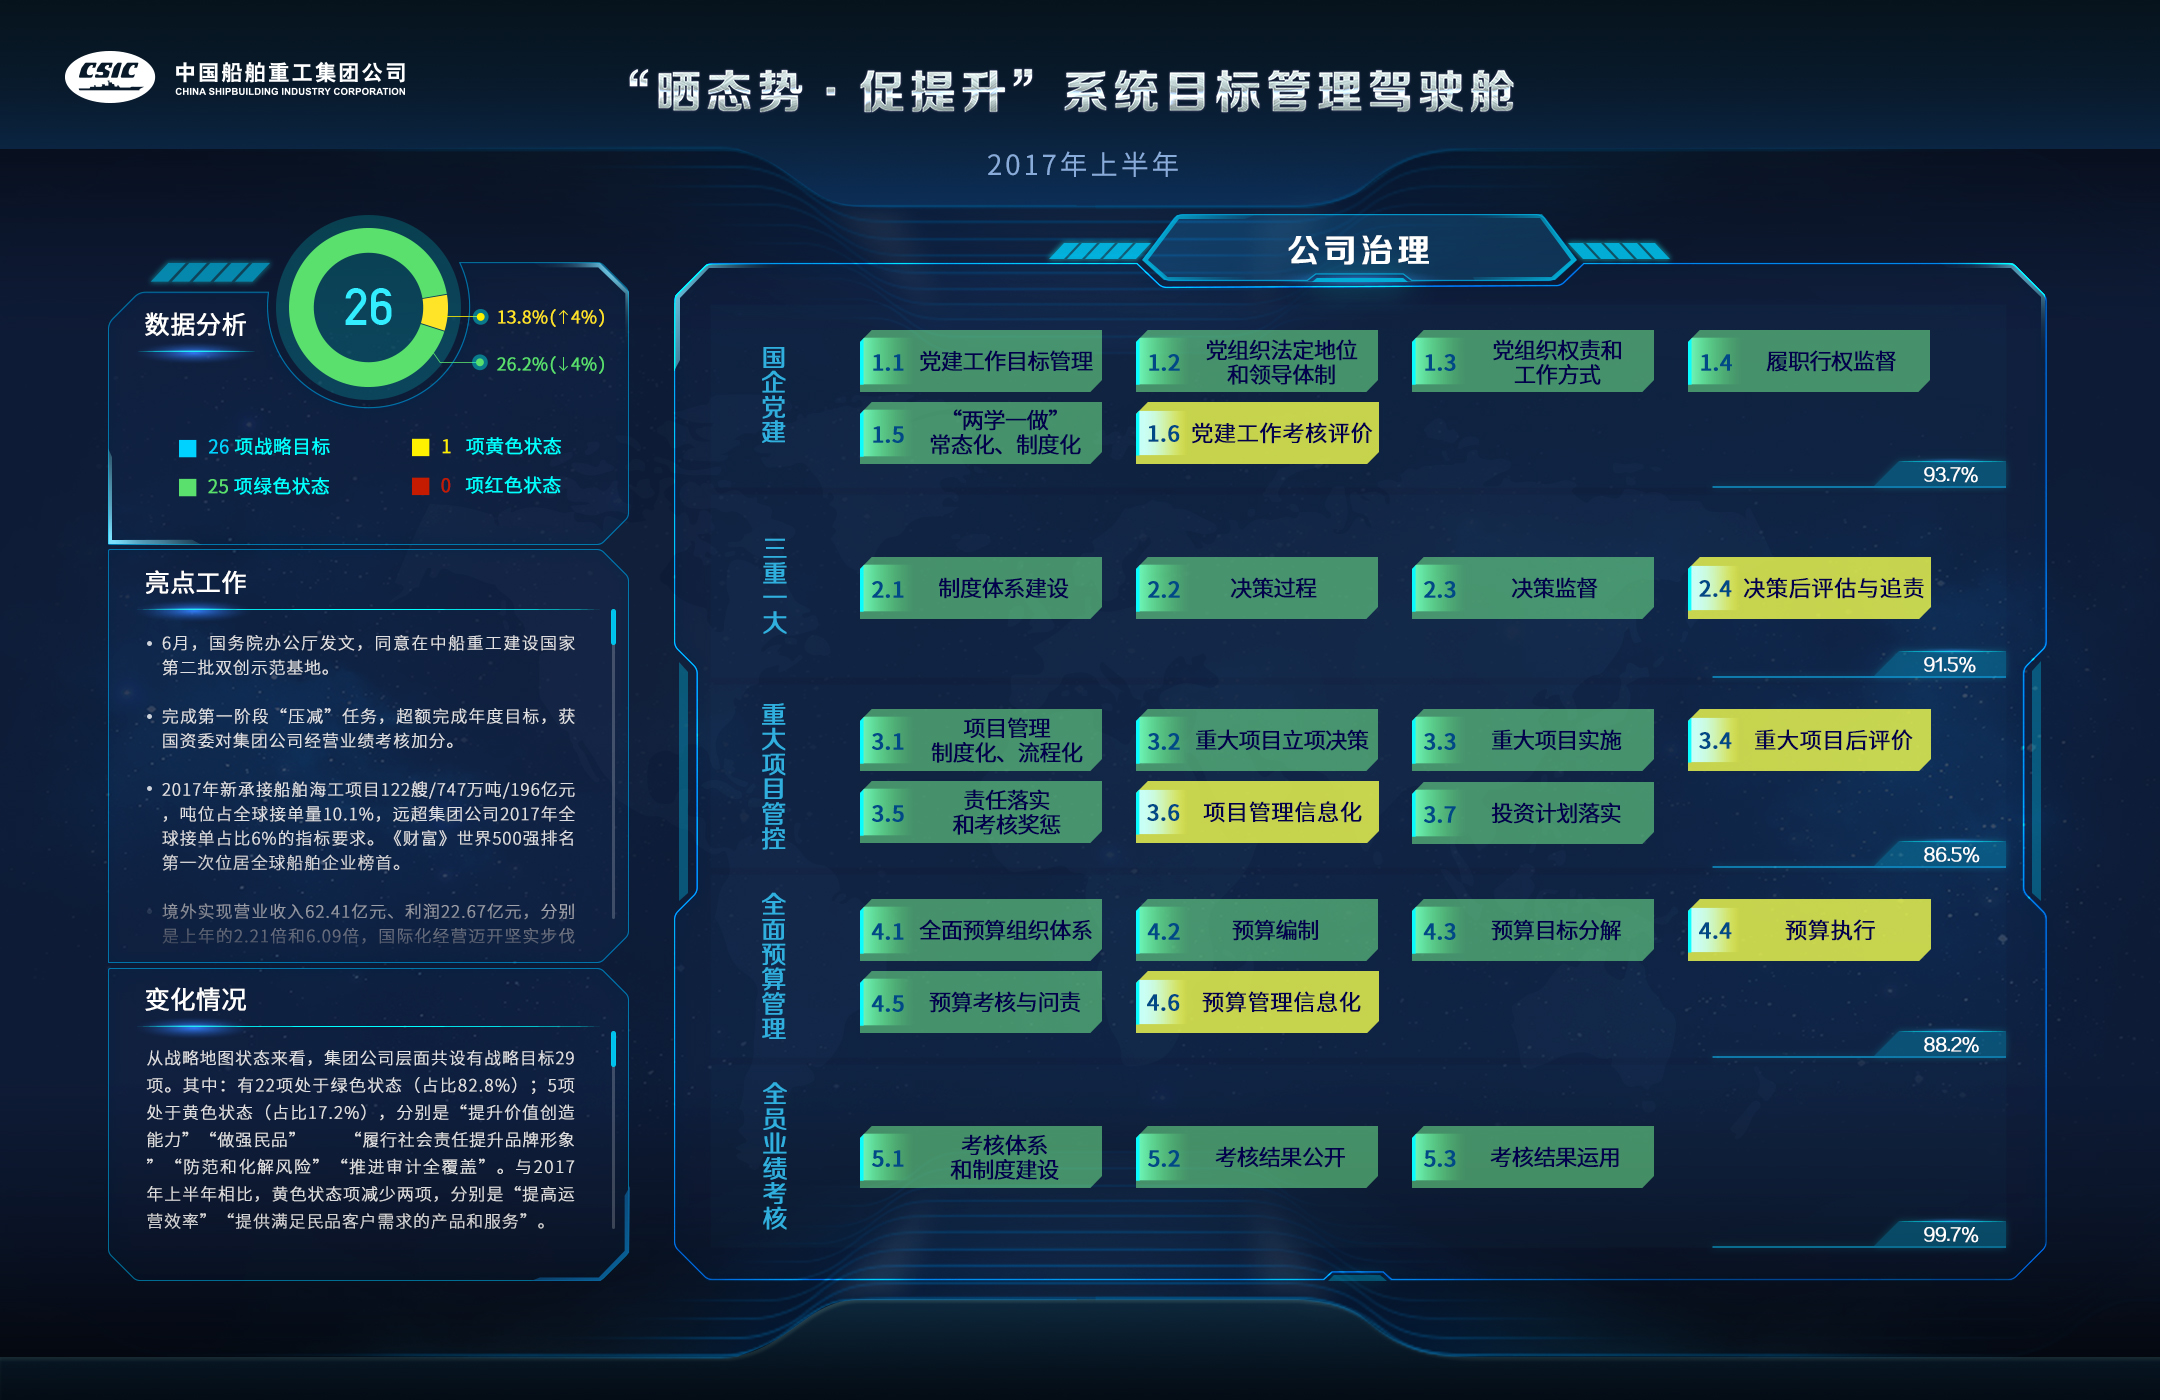 CSIC
中国船舶重工集团公司
CHINA SHIPBUILDING INDUSTRY CORPORATION
“晒态势 · 促提升”系统目标管理驾驶舱
2017年上半年
数据分析
26
13.8%(↑4%)
26.2%(↓4%)
26 项战略目标
1 项黄色状态
25 项绿色状态
0 项红色状态
亮点工作
• 6月，国务院办公厅发文，同意在中船重工建设国家
第二批双创示范基地。
• 完成第一阶段“压减”任务，超额完成年度目标，获
国资委对集团公司经营业绩考核加分。
• 2017年新承接船舶海工项目122艘/747万吨/196亿元
，吨位占全球接单量10.1%，远超集团公司2017年全
球接单占比6%的指标要求。《财富》世界500强排名
第一次位居全球船舶企业榜首。
• 境外实现营业收入62.41亿元、利润22.67亿元，分别
是上年的2.21倍和6.09倍，国际化经营迈开坚实步伐
变化情况
从战略地图状态来看，集团公司层面共设有战略目标29
项。其中：有22项处于绿色状态（占比82.8%）；5项
处于黄色状态（占比17.2%），分别是“提升价值创造
能力”“做强民品” “履行社会责任提升品牌形象
”“防范和化解风险”“推进审计全覆盖”。与2017
年上半年相比，黄色状态项减少两项，分别是“提高运
营效率”“提供满足民品客户需求的产品和服务”。
公司治理
国企党建
1.1 党建工作目标管理
1.2 党组织法定地位
和领导体制
1.3 党组织权责和
工作方式
1.4 履职行权监督
1.5 “两学一做”
常态化、制度化
1.6 党建工作考核评价
93.7%
三重一大
2.1 制度体系建设
2.2 决策过程
2.3 决策监督
2.4 决策后评估与追责
91.5%
重大项目管控
3.1 项目管理
制度化、流程化
3.2 重大项目立项决策
3.3 重大项目实施
3.4 重大项目后评价
3.5 责任落实
和考核奖惩
3.6 项目管理信息化
3.7 投资计划落实
86.5%
全面预算管理
4.1 全面预算组织体系
4.2 预算编制
4.3 预算目标分解
4.4 预算执行
4.5 预算考核与问责
4.6 预算管理信息化
88.2%
全员业绩考核
5.1 考核体系
和制度建设
5.2 考核结果公开
5.3 考核结果运用
99.7%